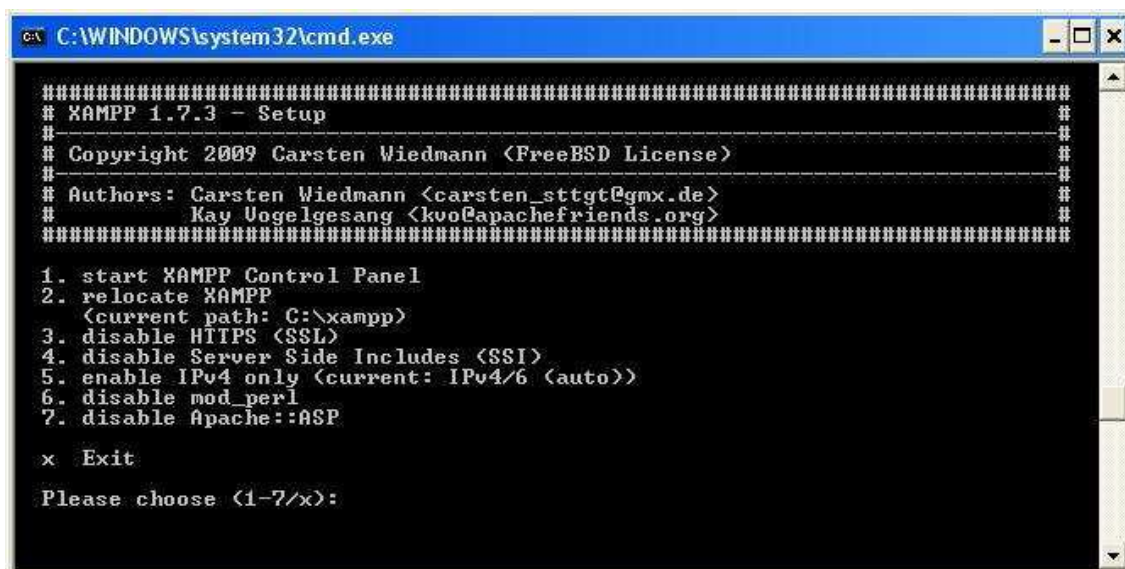 C:\WINDOWS\system32\cmd.exe
############################################################################
# XAMPP 1.7.3 - Setup #
#--------------------------------------------------------------------------#
# Copyright 2009 Carsten Wiedmann (FreeBSD License) #
#--------------------------------------------------------------------------#
# Authors: Carsten Wiedmann <carsten_sttgt@gmx.de> #
# Kay Vogelgesang <kvo@apachefriends.org> #
############################################################################
1. start XAMPP Control Panel
2. relocate XAMPP
(current path: C:\xampp)
3. disable HTTPS (SSL)
4. disable Server Side Includes (SSI)
5. enable IPv4 only (current: IPv4/6 (auto))
6. disable mod_perl
7. disable Apache::ASP
x Exit
Please choose (1-7/x):